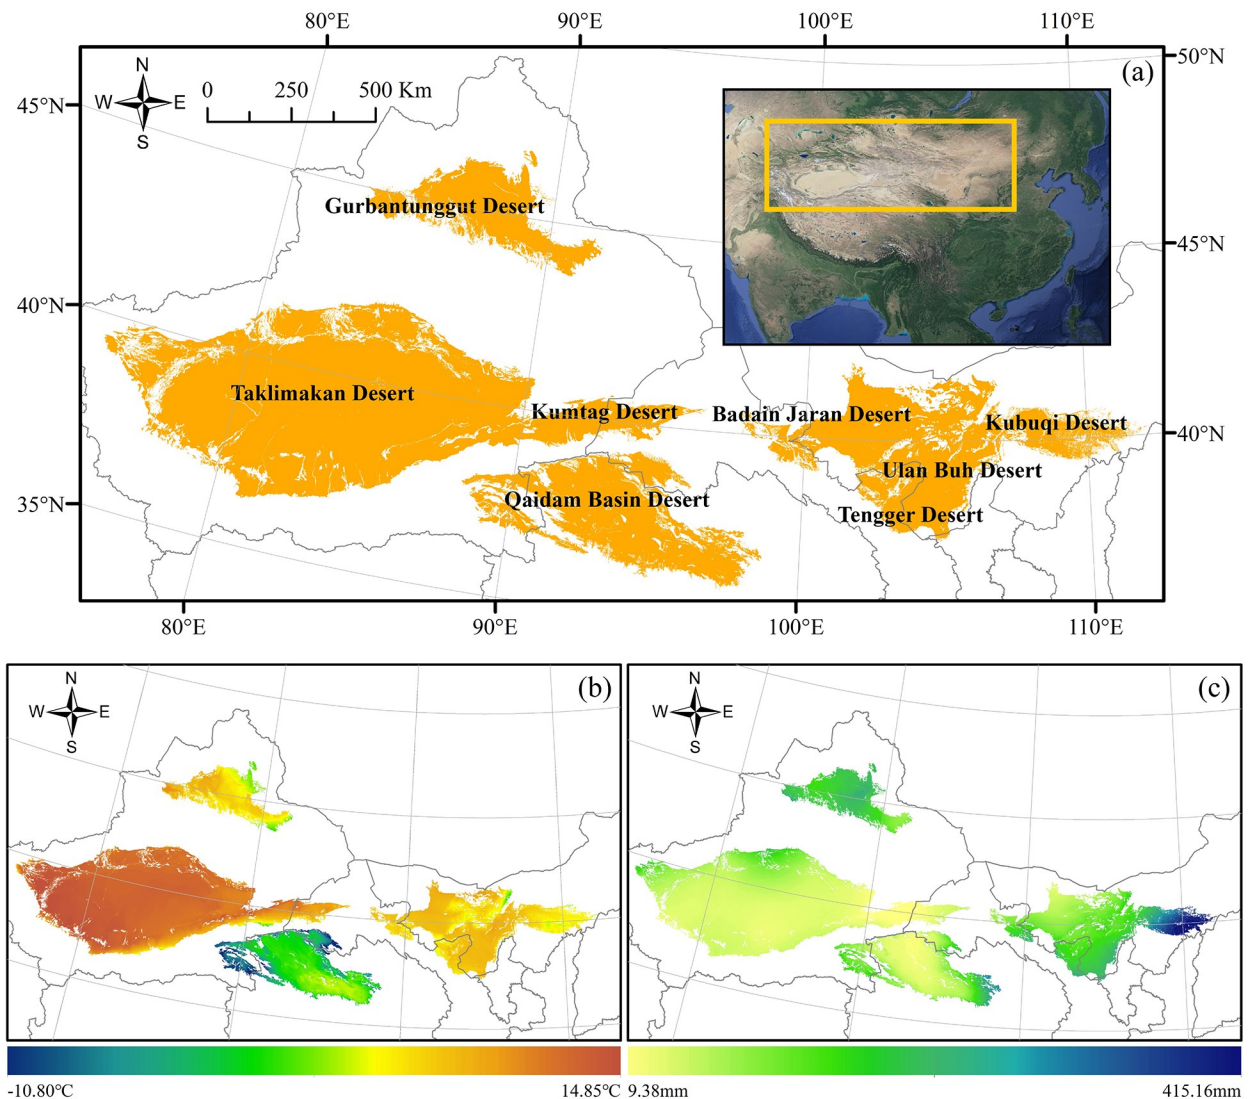 80°E 90°E 100°E 110°E
50°N
(a)
N
W E
S
0 250 500 Km
45°N
Gurbantunggut Desert
45°N
40°N
Taklimakan Desert
Kumtag Desert
Badain Jaran Desert
Kubuqi Desert
40°N
Ulan Buh Desert
Qaidam Basin Desert
35°N
Tengger Desert
80°E 90°E 100°E 110°E
N
W E
S
(b)
-10.80°C 14.85°C
N
W E
S
(c)
9.38mm 415.16mm